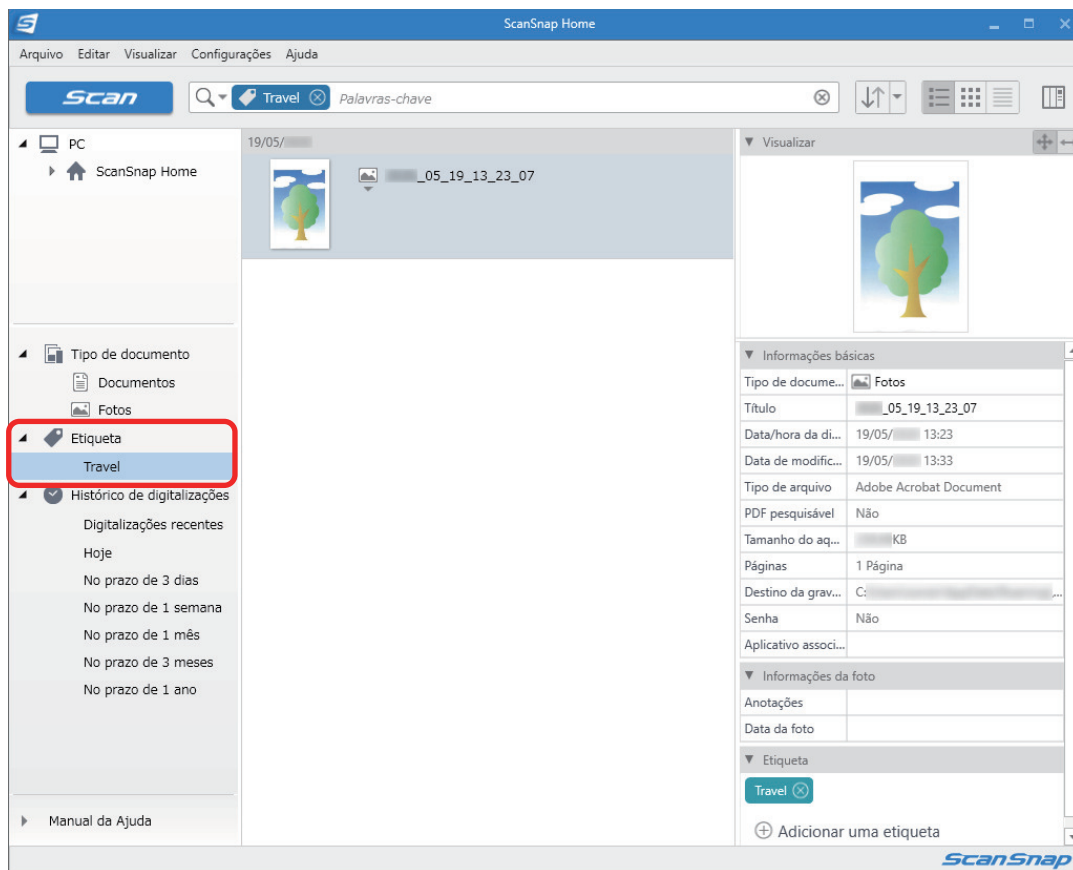 ScanSnap Home
Arquivo Editar Visualizar Configurações Ajuda
Scan
Travel Palavras-chave
PC
ScanSnap Home
Tipo de documento
Documentos
Fotos
Etiqueta
Travel
Histórico de digitalizações
Digitalizações recentes
Hoje
No prazo de 3 dias
No prazo de 1 semana
No prazo de 1 mês
No prazo de 3 meses
No prazo de 1 ano
Manual da Ajuda
19/05/
_05_19_13_23_07
Visualizar
Informações básicas
Tipo de docume... Fotos
Título _05_19_13_23_07
Data/hora da di... 19/05/ 13:23
Data de modific... 19/05/ 13:33
Tipo de arquivo Adobe Acrobat Document
PDF pesquisável Não
Tamanho do aq... KB
Páginas 1 Página
Destino da grav... C: ...
Senha Não
Aplicativo associ...
Informações da foto
Anotações
Data da foto
Etiqueta
Travel
Adicionar uma etiqueta
ScanSnap